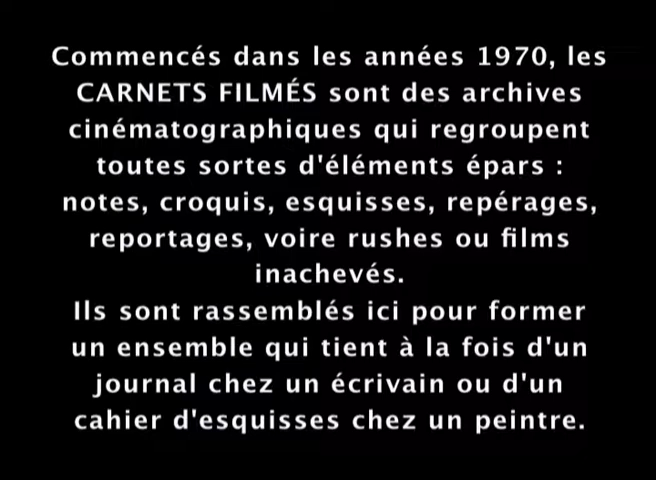 Commencés dans les années 1970, les
CARNETS FILMÉS sont des archives
cinématographiques qui regroupent
toutes sortes d'éléments épars :
notes, croquis, esquisses, repérages,
reportages, voire rushes ou films
inachevés.
Ils sont rassemblés ici pour former
un ensemble qui tient à la fois d'un
journal chez un écrivain ou d'un
cahier d'esquisses chez un peintre.